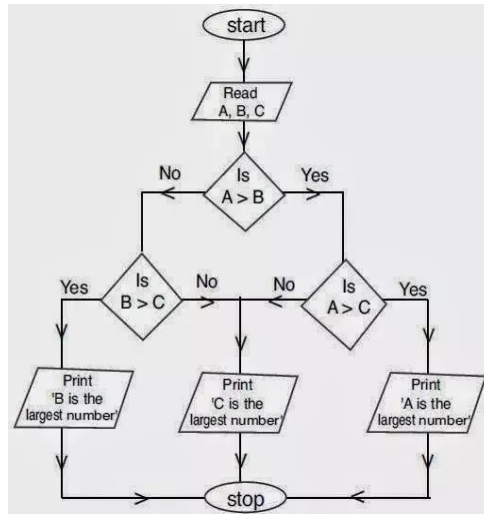 start
Read
A, B, C
No
Is
A > B
Yes
Yes
Is
B > C
No
No
Is
A > C
Yes
Print
'B is the
largest number'
Print
'C is the
largest number'
Print
'A is the
largest number'
stop